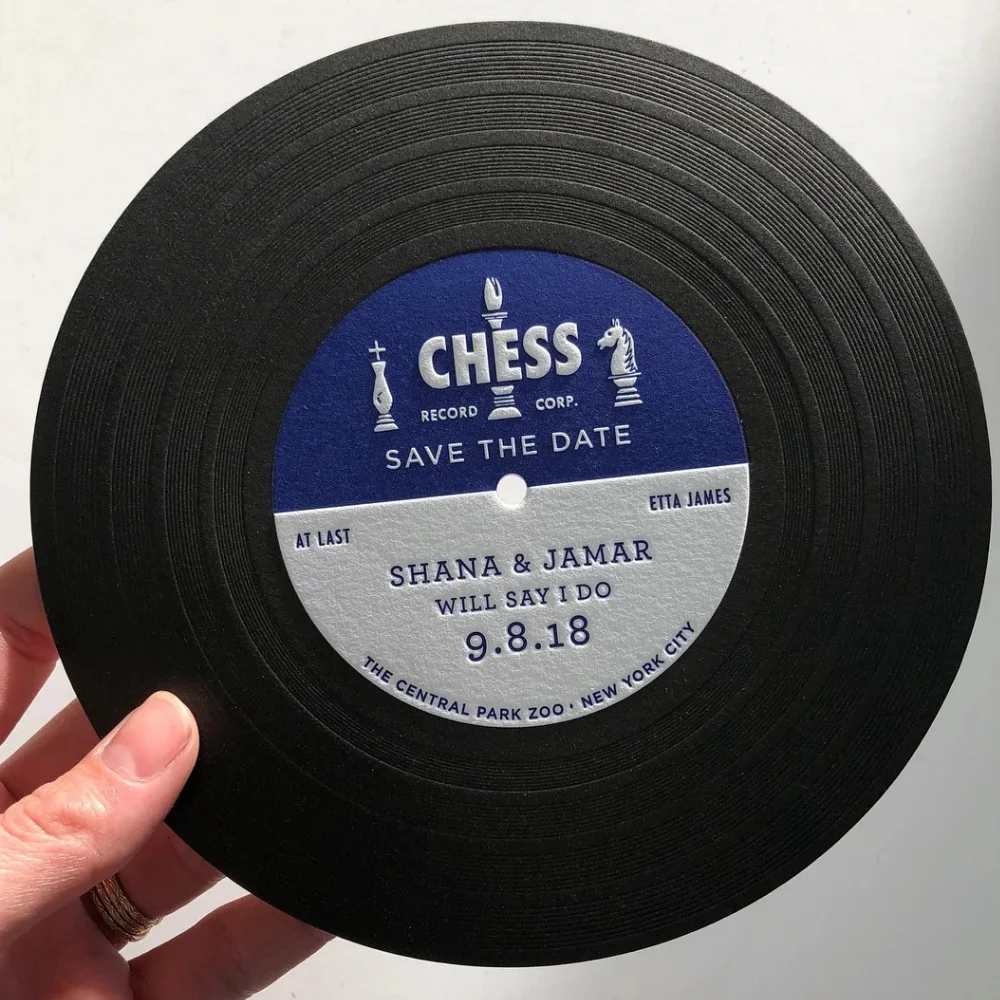 CHESS
RECORD CORP.
SAVE THE DATE
AT LAST
ETTA JAMES
SHANA & JAMAR
WILL SAY I DO
9.8.18
THE CENTRAL PARK ZOO • NEW YORK CITY